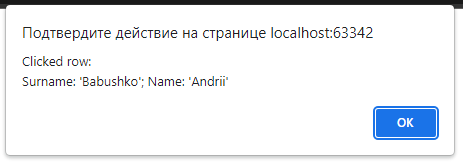 Подтвердите действие на странице localhost:63342
Clicked row:
Surname: 'Babushko'; Name: 'Andrii'
OK